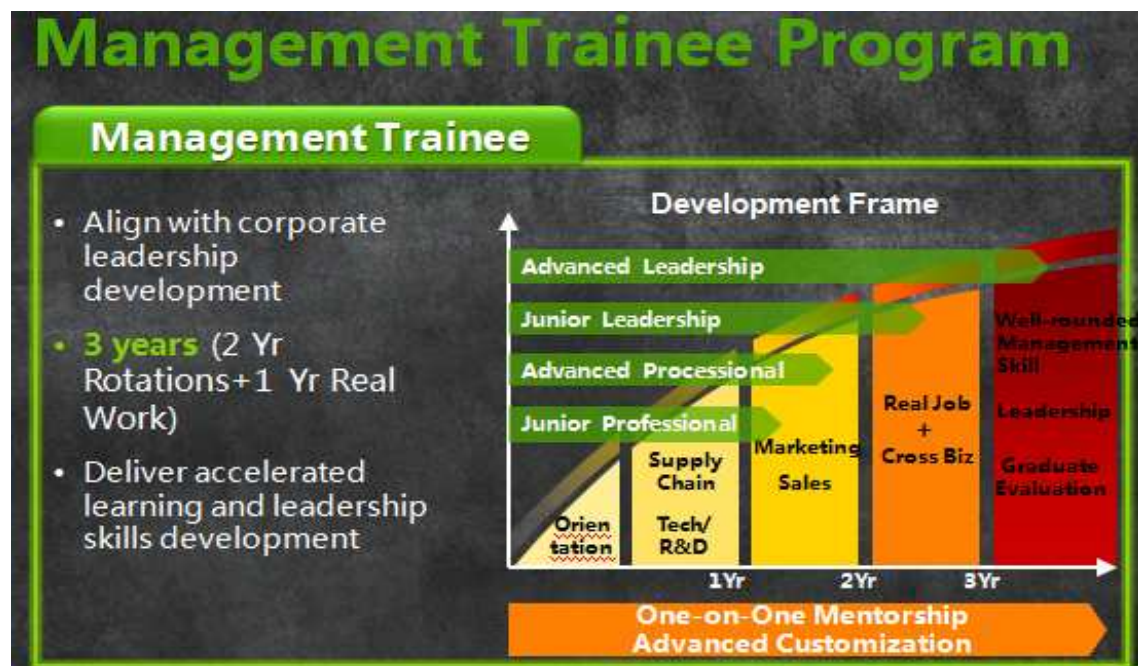 Management Trainee Program
Management Trainee
• Align with corporate
leadership
development
• 3 years (2 Yr
Rotations+1 Yr Real
Work)
• Deliver accelerated
learning and leadership
skills development
Development Frame
Advanced Leadership
Junior Leadership
Advanced Processional
Junior Professional
Orien
tation
Supply
Chain
Tech/
R&D
Marketing
Sales
Real Job
+
Cross Biz
Well-rounded
Management
Skill
Leadership
Graduate
Evaluation
1Yr
2Yr
3Yr
One-on-One Mentorship
Advanced Customization